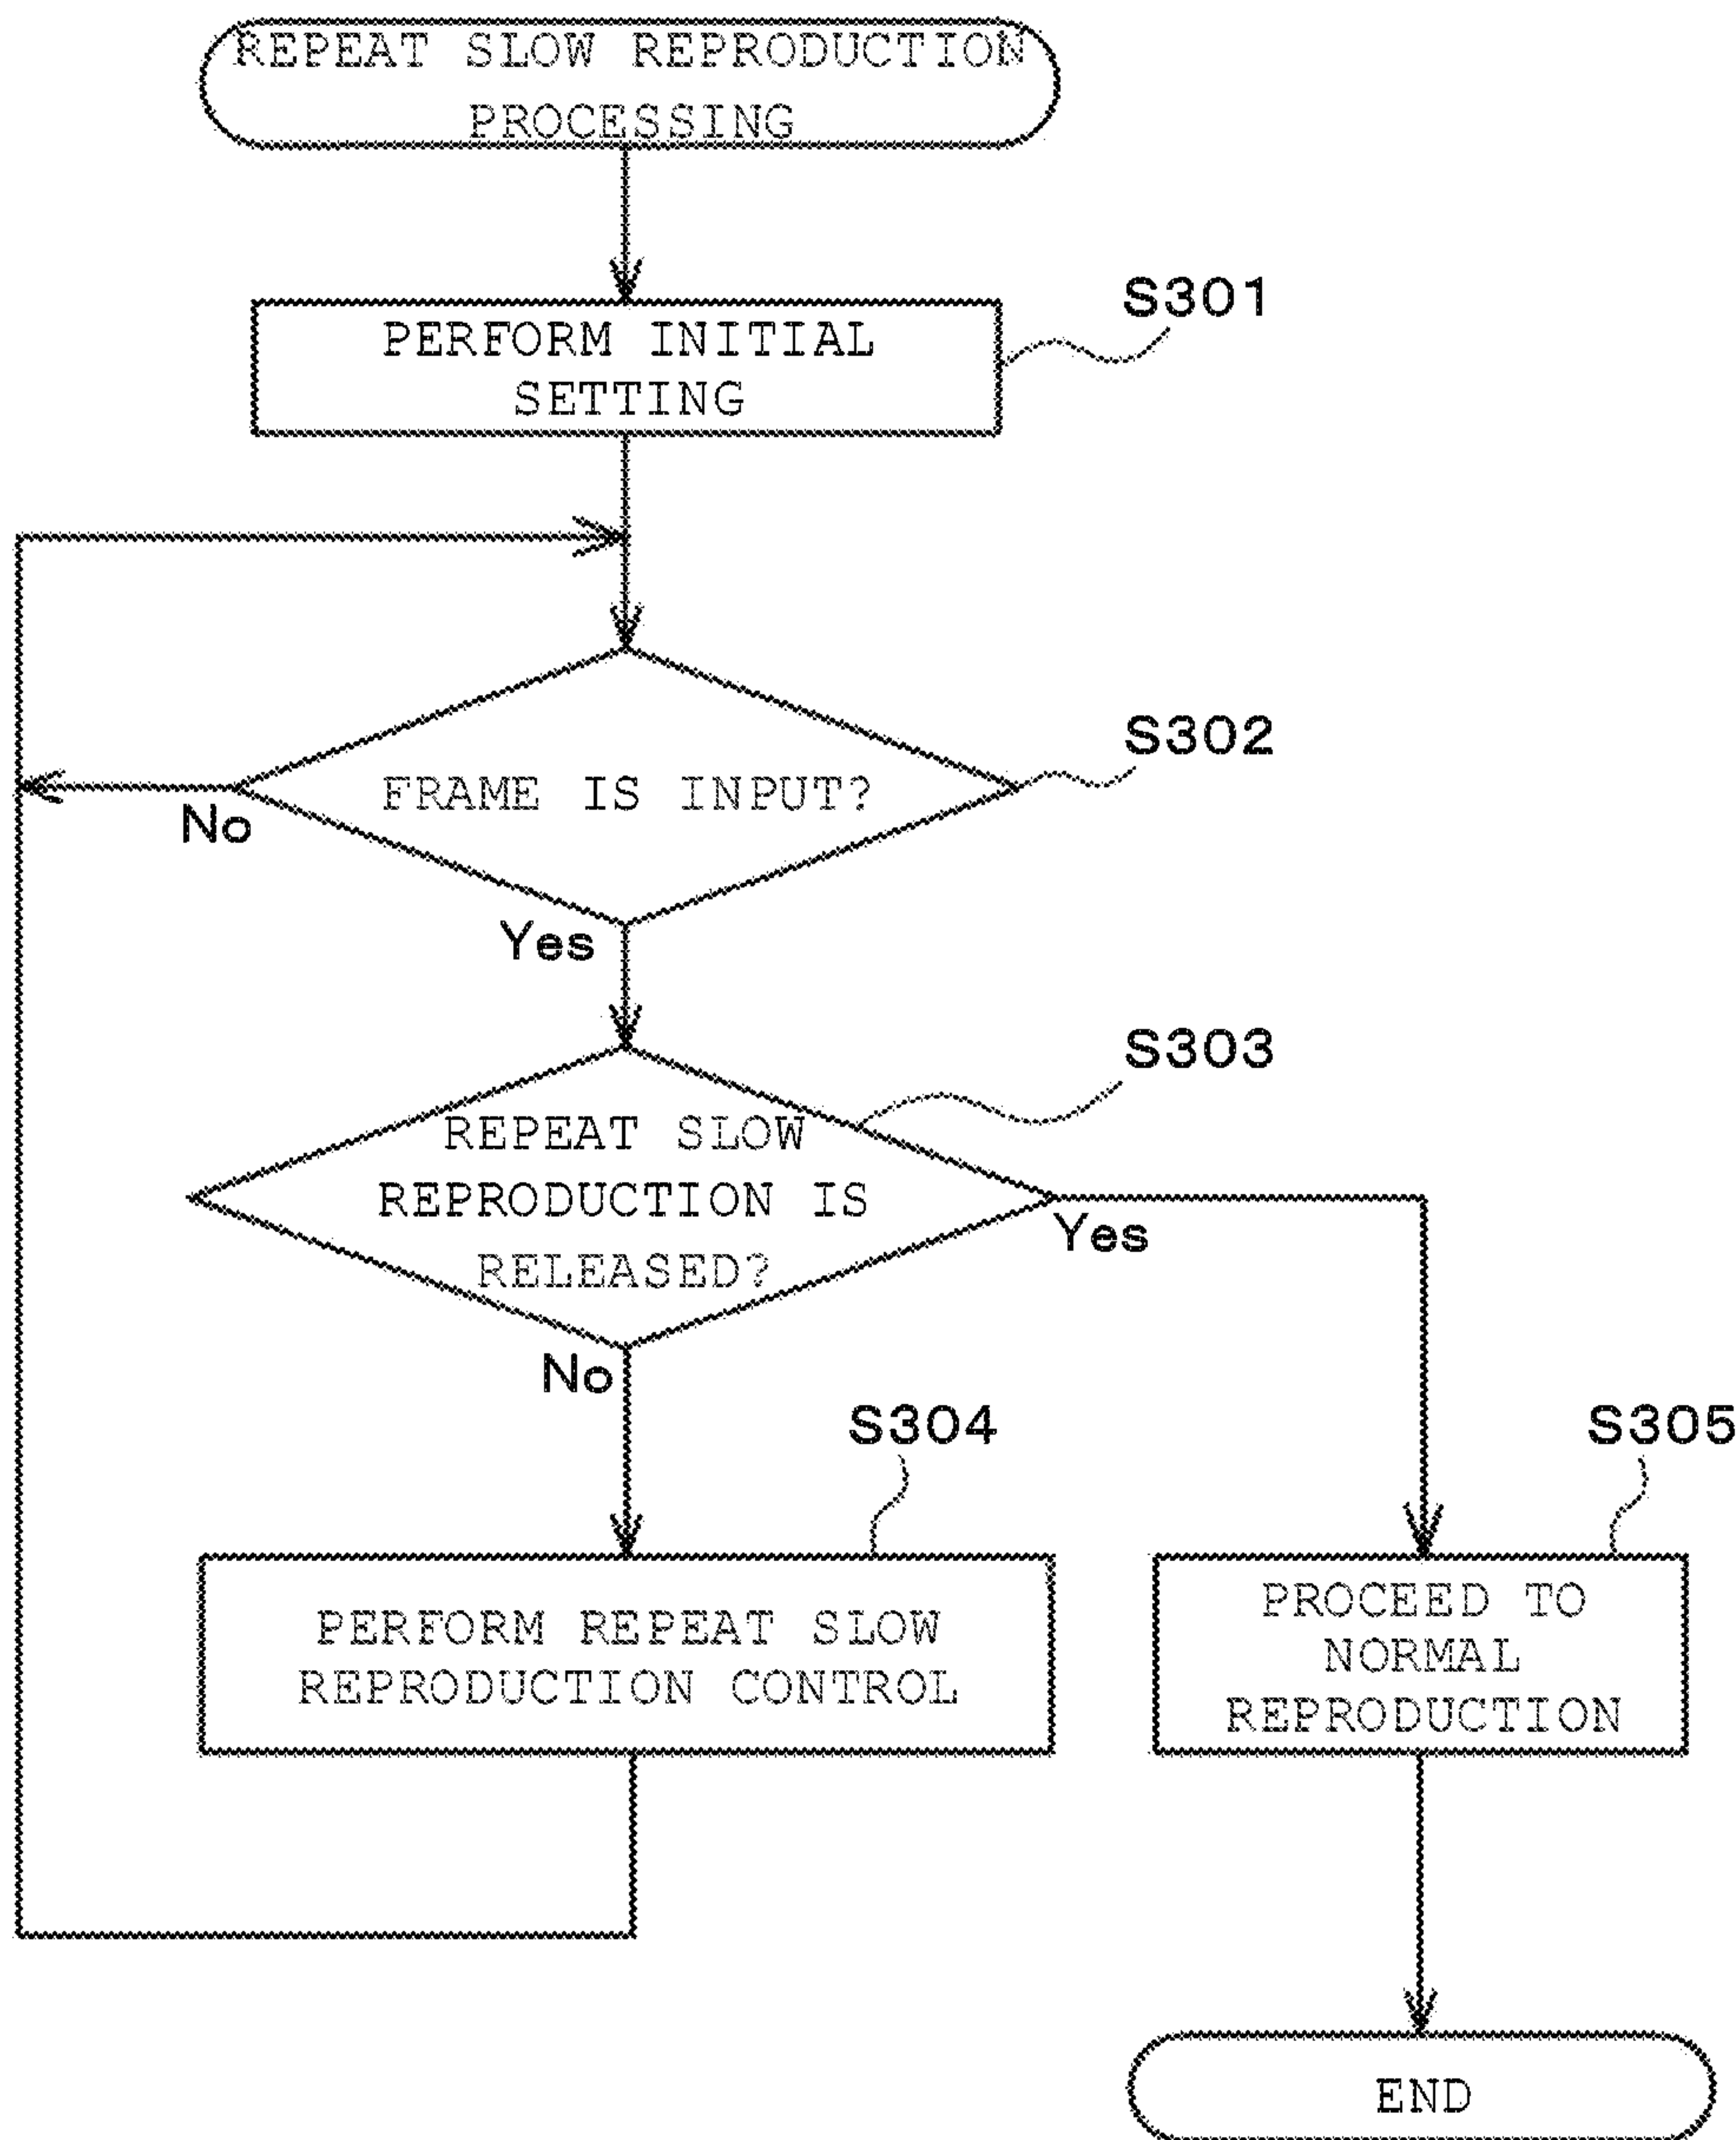 REPEAT SLOW REPRODUCTION
PROCESSING
S301
PERFORM INITIAL
SETTING
S302
FRAME IS INPUT?
No
Yes
S303
REPEAT SLOW
REPRODUCTION IS
RELEASED?
Yes
No
S304
S305
PERFORM REPEAT SLOW
REPRODUCTION CONTROL
PROCEED TO
NORMAL
REPRODUCTION
END